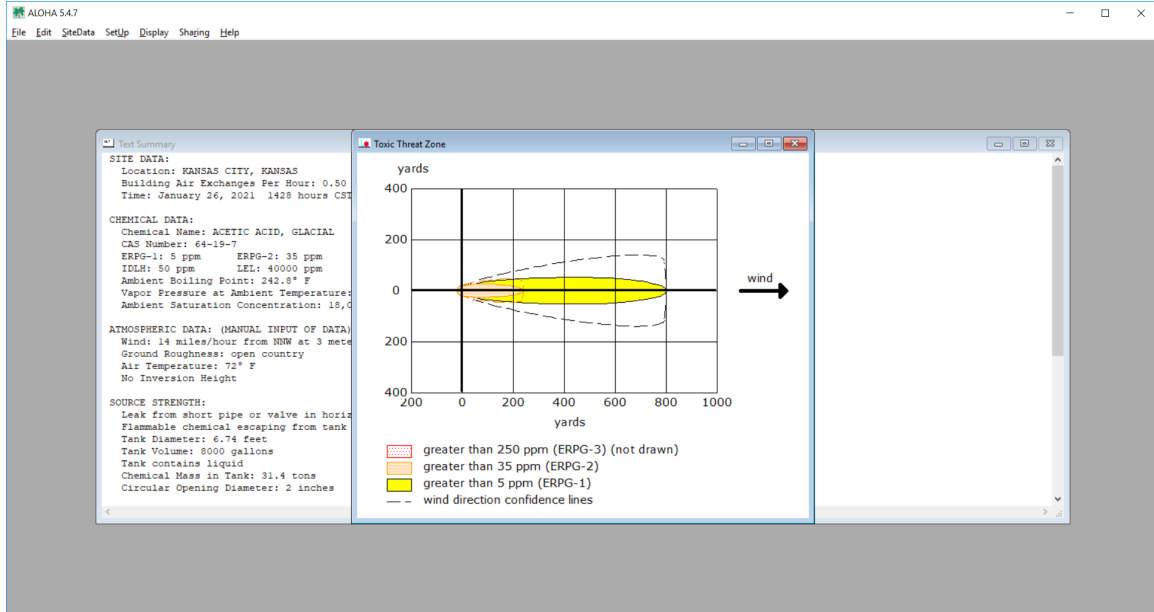 ALOHA 5.4.7
File Edit SiteData SetUp Display Sharing Help
Text Summary
SITE DATA:
Location: KANSAS CITY, KANSAS
Building Air Exchanges Per Hour: 0.50
Time: January 26, 2021 1428 hours CST
CHEMICAL DATA:
Chemical Name: ACETIC ACID, GLACIAL
CAS Number: 64-19-7
ERPG-1: 5 ppm ERPG-2: 35 ppm
IDLH: 50 ppm LEL: 40000 ppm
Ambient Boiling Point: 242.8° F
Vapor Pressure at Ambient Temperature:
Ambient Saturation Concentration: 18,0
ATMOSPHERIC DATA: (MANUAL INPUT OF DATA)
Wind: 14 miles/hour from NNW at 3 mete
Ground Roughness: open country
Air Temperature: 72° F
No Inversion Height
SOURCE STRENGTH:
Leak from short pipe or valve in horiz
Flammable chemical escaping from tank
Tank Diameter: 6.74 feet
Tank Volume: 8000 gallons
Tank contains liquid
Chemical Mass in Tank: 31.4 tons
Circular Opening Diameter: 2 inches
Toxic Threat Zone
yards
400
200
0
200
400
200 0 200 400 600 800 1000
yards
wind
greater than 250 ppm (ERPG-3) (not drawn)
greater than 35 ppm (ERPG-2)
greater than 5 ppm (ERPG-1)
wind direction confidence lines